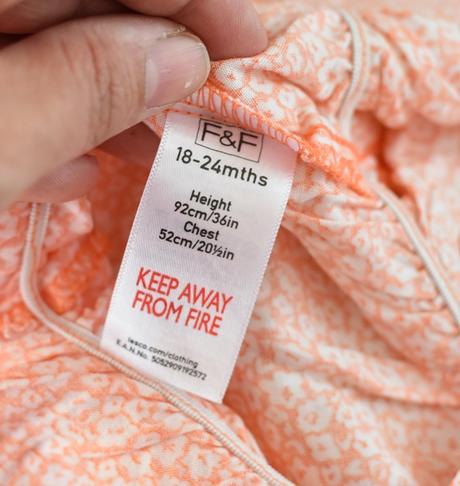 F&F
18-24mths
Height
92cm/36in
Chest
52cm/20½in
KEEP AWAY
FROM FIRE
tesco.com/clothing
E.A.N.No. 5052909192572